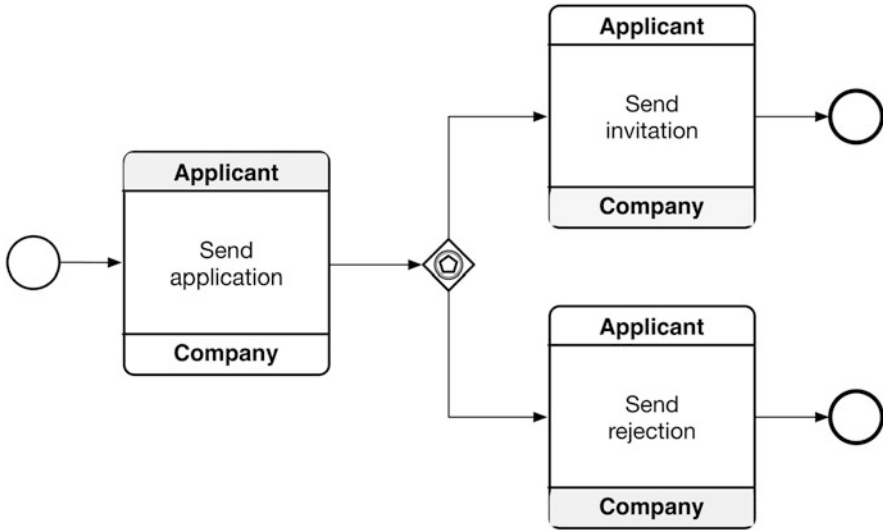 Applicant
Send
application
Company
Applicant
Send
invitation
Company
Applicant
Send
rejection
Company